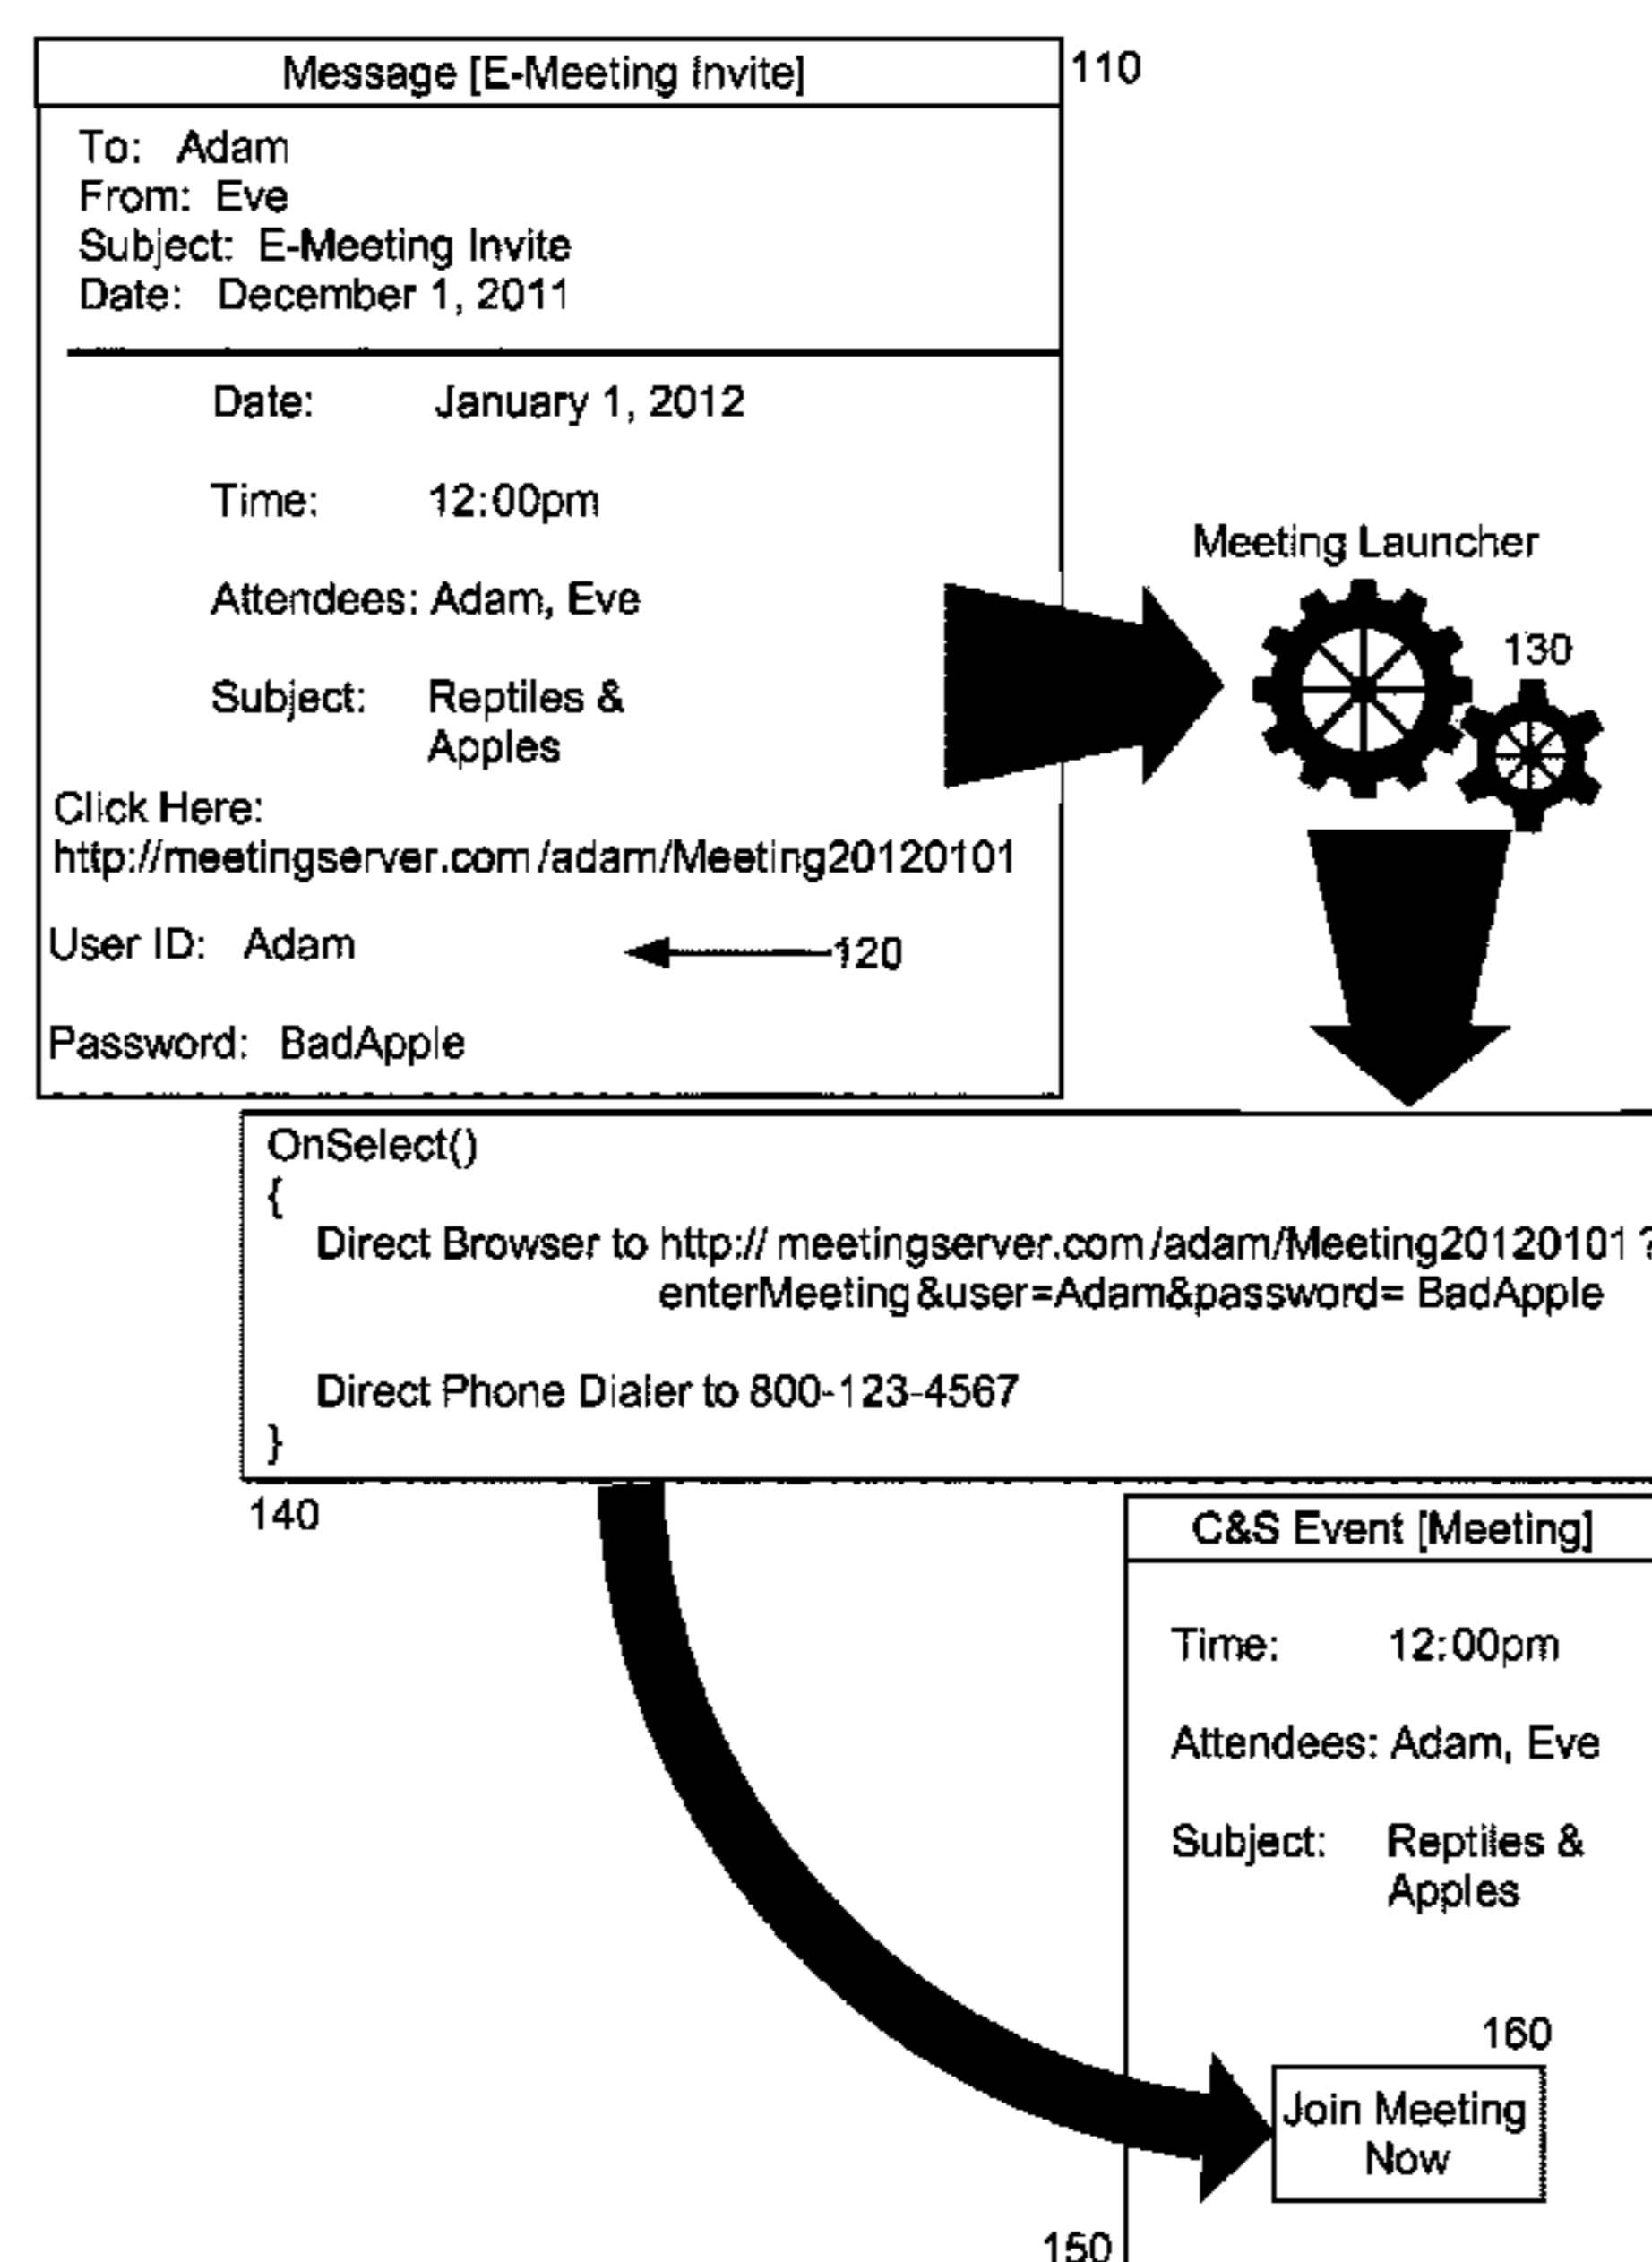 Message [E-Meeting Invite]
110
To: Adam
From: Eve
Subject: E-Meeting Invite
Date: December 1, 2011
Date: January 1, 2012
Time: 12:00pm
Attendees: Adam, Eve
Subject: Reptiles &
Apples
Click Here:
http://meetingserver.com/adam/Meeting20120101
User ID: Adam
120
Password: BadApple
Meeting Launcher
130
OnSelect()
{
Direct Browser to http:// meetingserver.com/adam/Meeting20120101?
enterMeeting&user=Adam&password= BadApple
Direct Phone Dialer to 800-123-4567
}
140
C&S Event [Meeting]
Time: 12:00pm
Attendees: Adam, Eve
Subject: Reptiles &
Apples
160
Join Meeting
Now
150